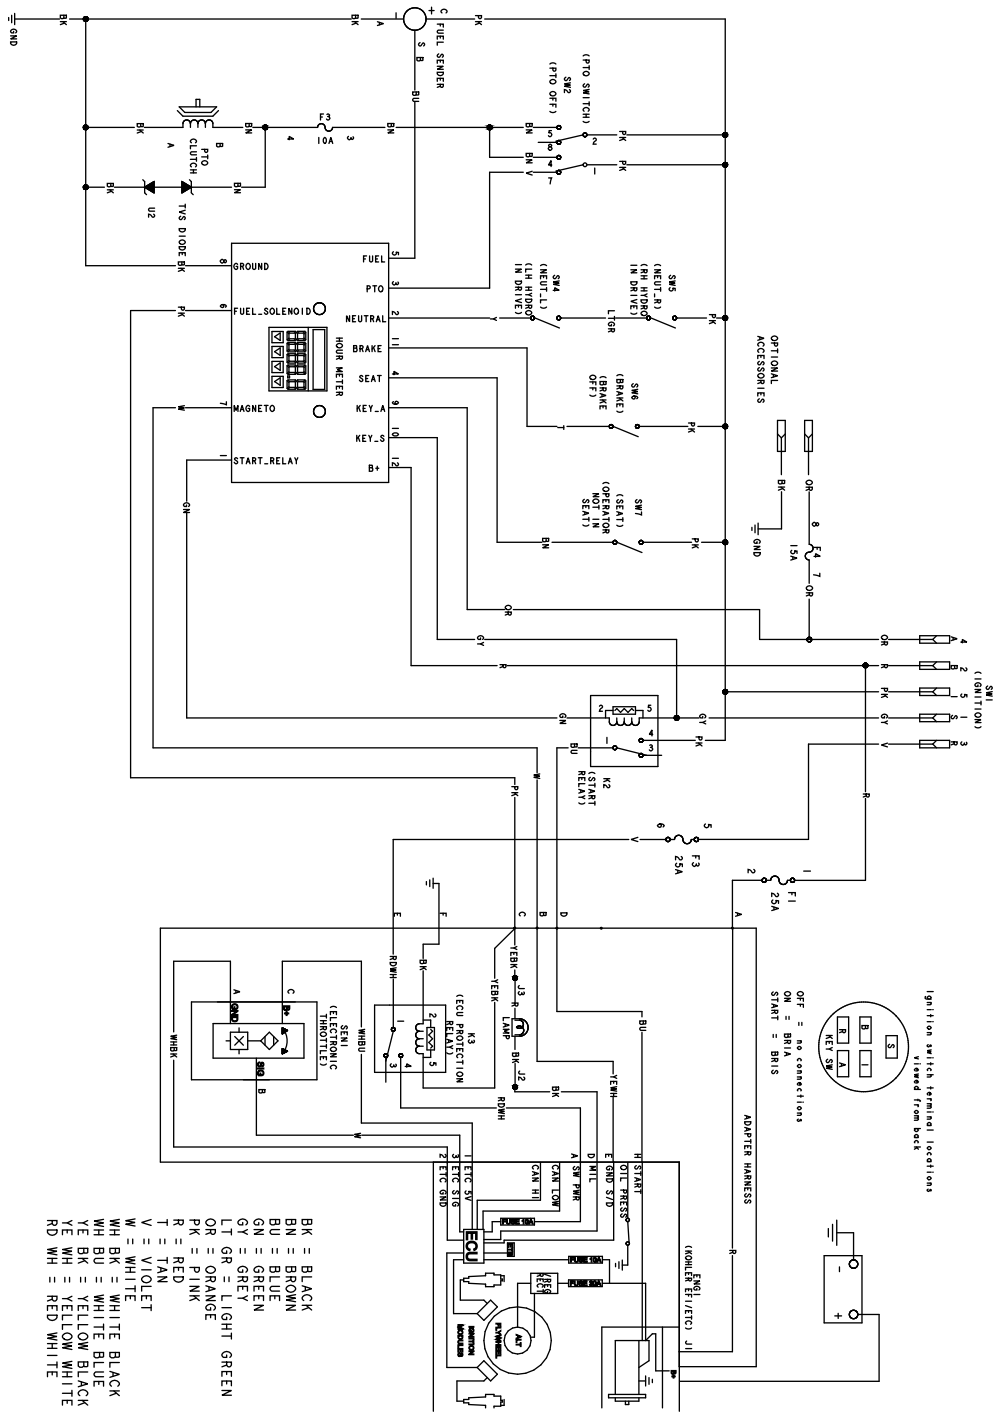 GND
BK
BK
A
-
+
C
FUEL SENDER
S
B
BU
PK
(PTO SWITCH)
SW2
(PTO OFF)
BK
PTO
CLUTCH
A
B
BN
4
F3
10A
3
BN
BN
5
8
2
PK
BN
4
V
7
1
PK
BK
U2
TVS DIODE
BN
BK
8
GROUND
PK
6
FUEL_SOLENOID
W
7
MAGNETO
GN
1
START_RELAY
HOUR METER
FUEL
5
PTO
3
NEUTRAL
2
BRAKE
11
SEAT
4
KEY_A
9
KEY_S
10
B+
12
Y
SW4
(NEUT_L)
(LH HYDRO
IN DRIVE)
LTGR
SW5
(NEUT_R)
(RH HYDRO
IN DRIVE)
PK
T
SW6
(BRAKE)
(BRAKE
OFF)
PK
BN
SW7
(SEAT)
(OPERATOR
NOT IN
SEAT)
PK
OPTIONAL
ACCESSORIES
BK
GND
OR
8
F4
15A
7
OR
OR
GY
R
OR
A
4
R
B
2
PK
I
5
GY
S
1
V
R
3
SW1
(IGNITION)
GN
2
5
4
3
1
GY
PK
BU
K2
(START
RELAY)
W
PK
R
V
6
5
F3
25A
2
1
F1
25A
E
F
C
B
D
A
RDWH
BK
YEBK
YEBK
J3
R
LAMP
BK
J2
BK
BU
YEWH
K3
(ECU PROTECTION
RELAY)
2
5
1
3
4
RDWH
A
C
GND
B+
SIG
B
SEN1
(ELECTRONIC
THROTTLE)
WHBK
WHBU
W
ADAPTER HARNESS
R
Ignition switch terminal locations
viewed from back
S
B
I
R
A
KEY SW
OFF = no connections
ON = BRIA
START = BRIS
2 ETC GND
3 ETC SIG
1 ETC 5V
CAN HI
CAN LOW
A SW PWR
D MIL
E GND S/D
OIL PRESS
H START
ENG1
(KOHLER EFI/ETC)
J1
ECU
FUSE 10A
FUSE 10A
FUSE 30A
REG/
RECT
ALT
FLYWHEEL
IGNITION
MODULES
B+
-
+
BK = BLACK
BN = BROWN
BU = BLUE
GN = GREEN
GY = GREY
LT GR = LIGHT GREEN
OR = ORANGE
PK = PINK
R = RED
T = TAN
V = VIOLET
W = WHITE
WH BK = WHITE BLACK
WH BU = WHITE BLUE
YE BK = YELLOW BLACK
YE WH = YELLOW WHITE
RD WH = RED WHITE